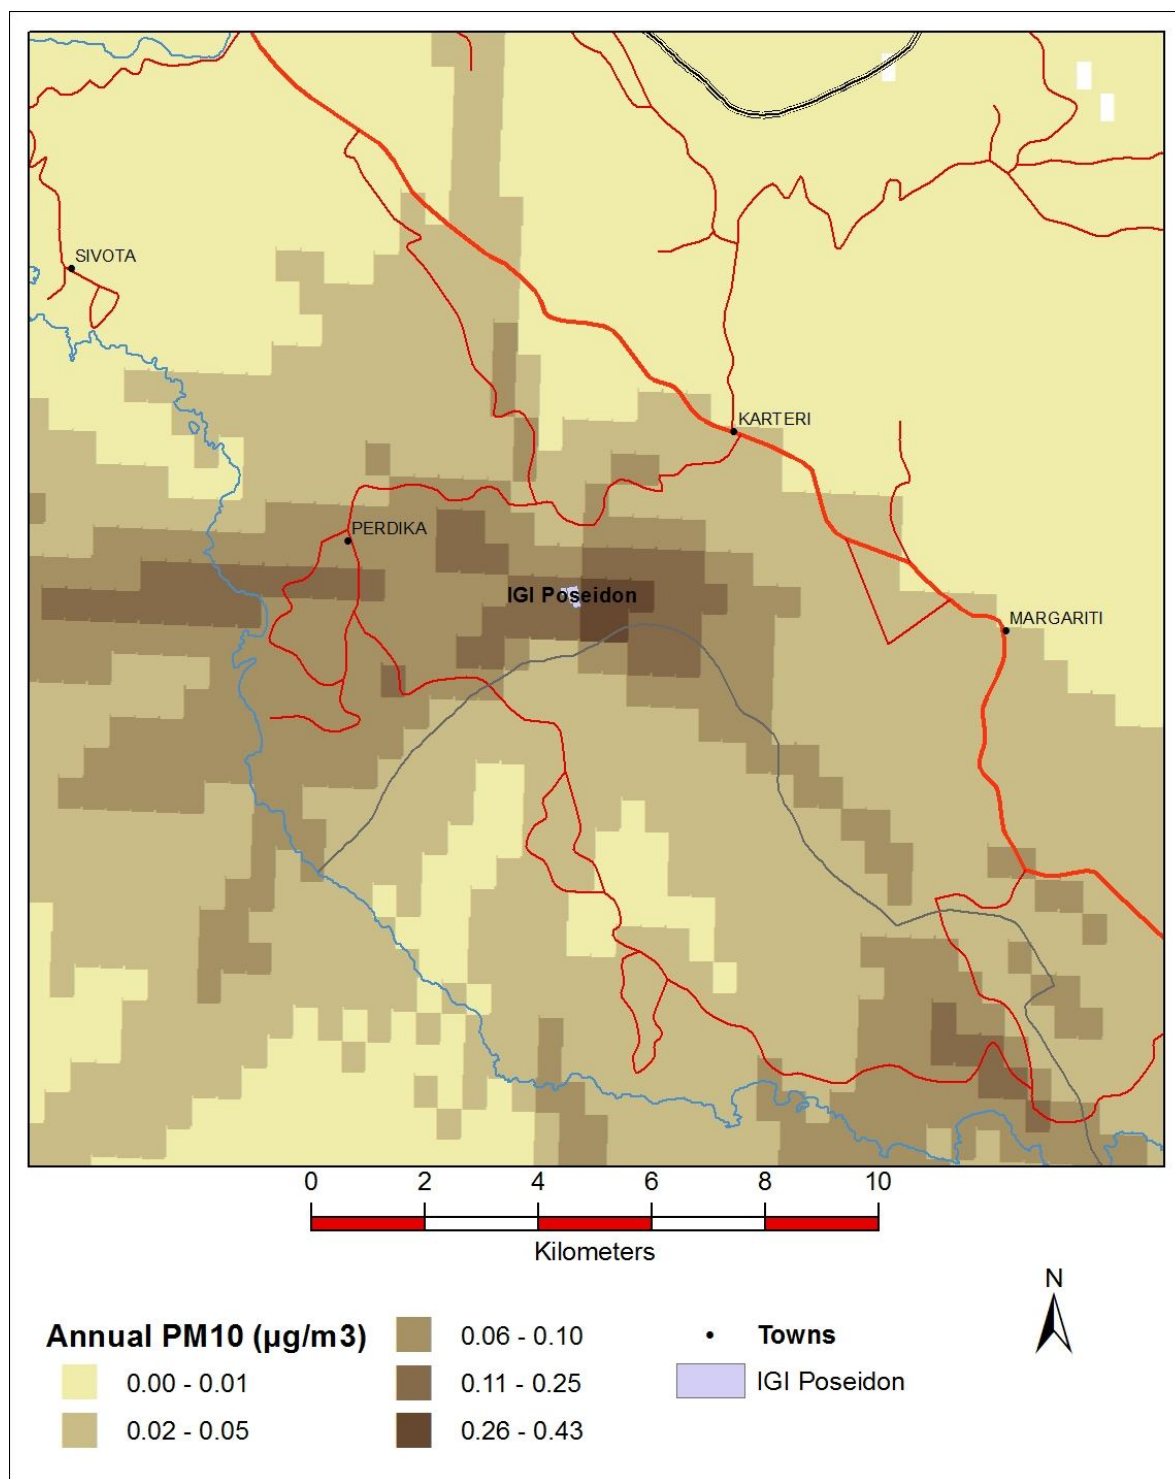 SIVOTA
KARTERI
PERDIKA
IGI Poseidon
MARGARITI
0 2 4 6 8 10
Kilometers
N
Annual PM10 (µg/m3)
0.00 - 0.01
0.02 - 0.05
0.06 - 0.10
0.11 - 0.25
0.26 - 0.43
Towns
IGI Poseidon